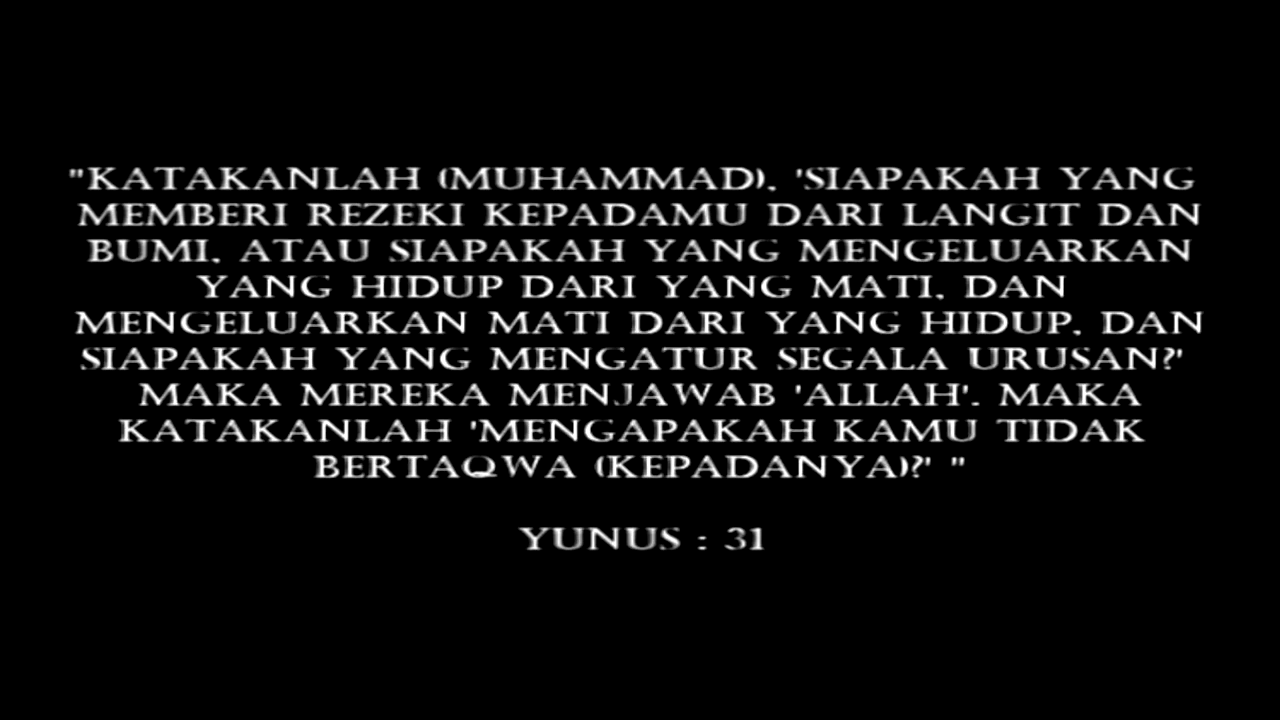 "KATAKANLAH (MUHAMMAD), 'SIAPAKAH YANG
MEMBERI REZEKI KEPADAMU DARI LANGIT DAN
BUMI, ATAU SIAPAKAH YANG MENGELUARKAN
YANG HIDUP DARI YANG MATI, DAN
MENGELUARKAN MATI DARI YANG HIDUP, DAN
SIAPAKAH YANG MENGATUR SEGALA URUSAN?'
MAKA MEREKA MENJAWAB 'ALLAH'. MAKA
KATAKANLAH 'MENGAPAKAH KAMU TIDAK
BERTAQWA (KEPADANYA)?' "
YUNUS : 31